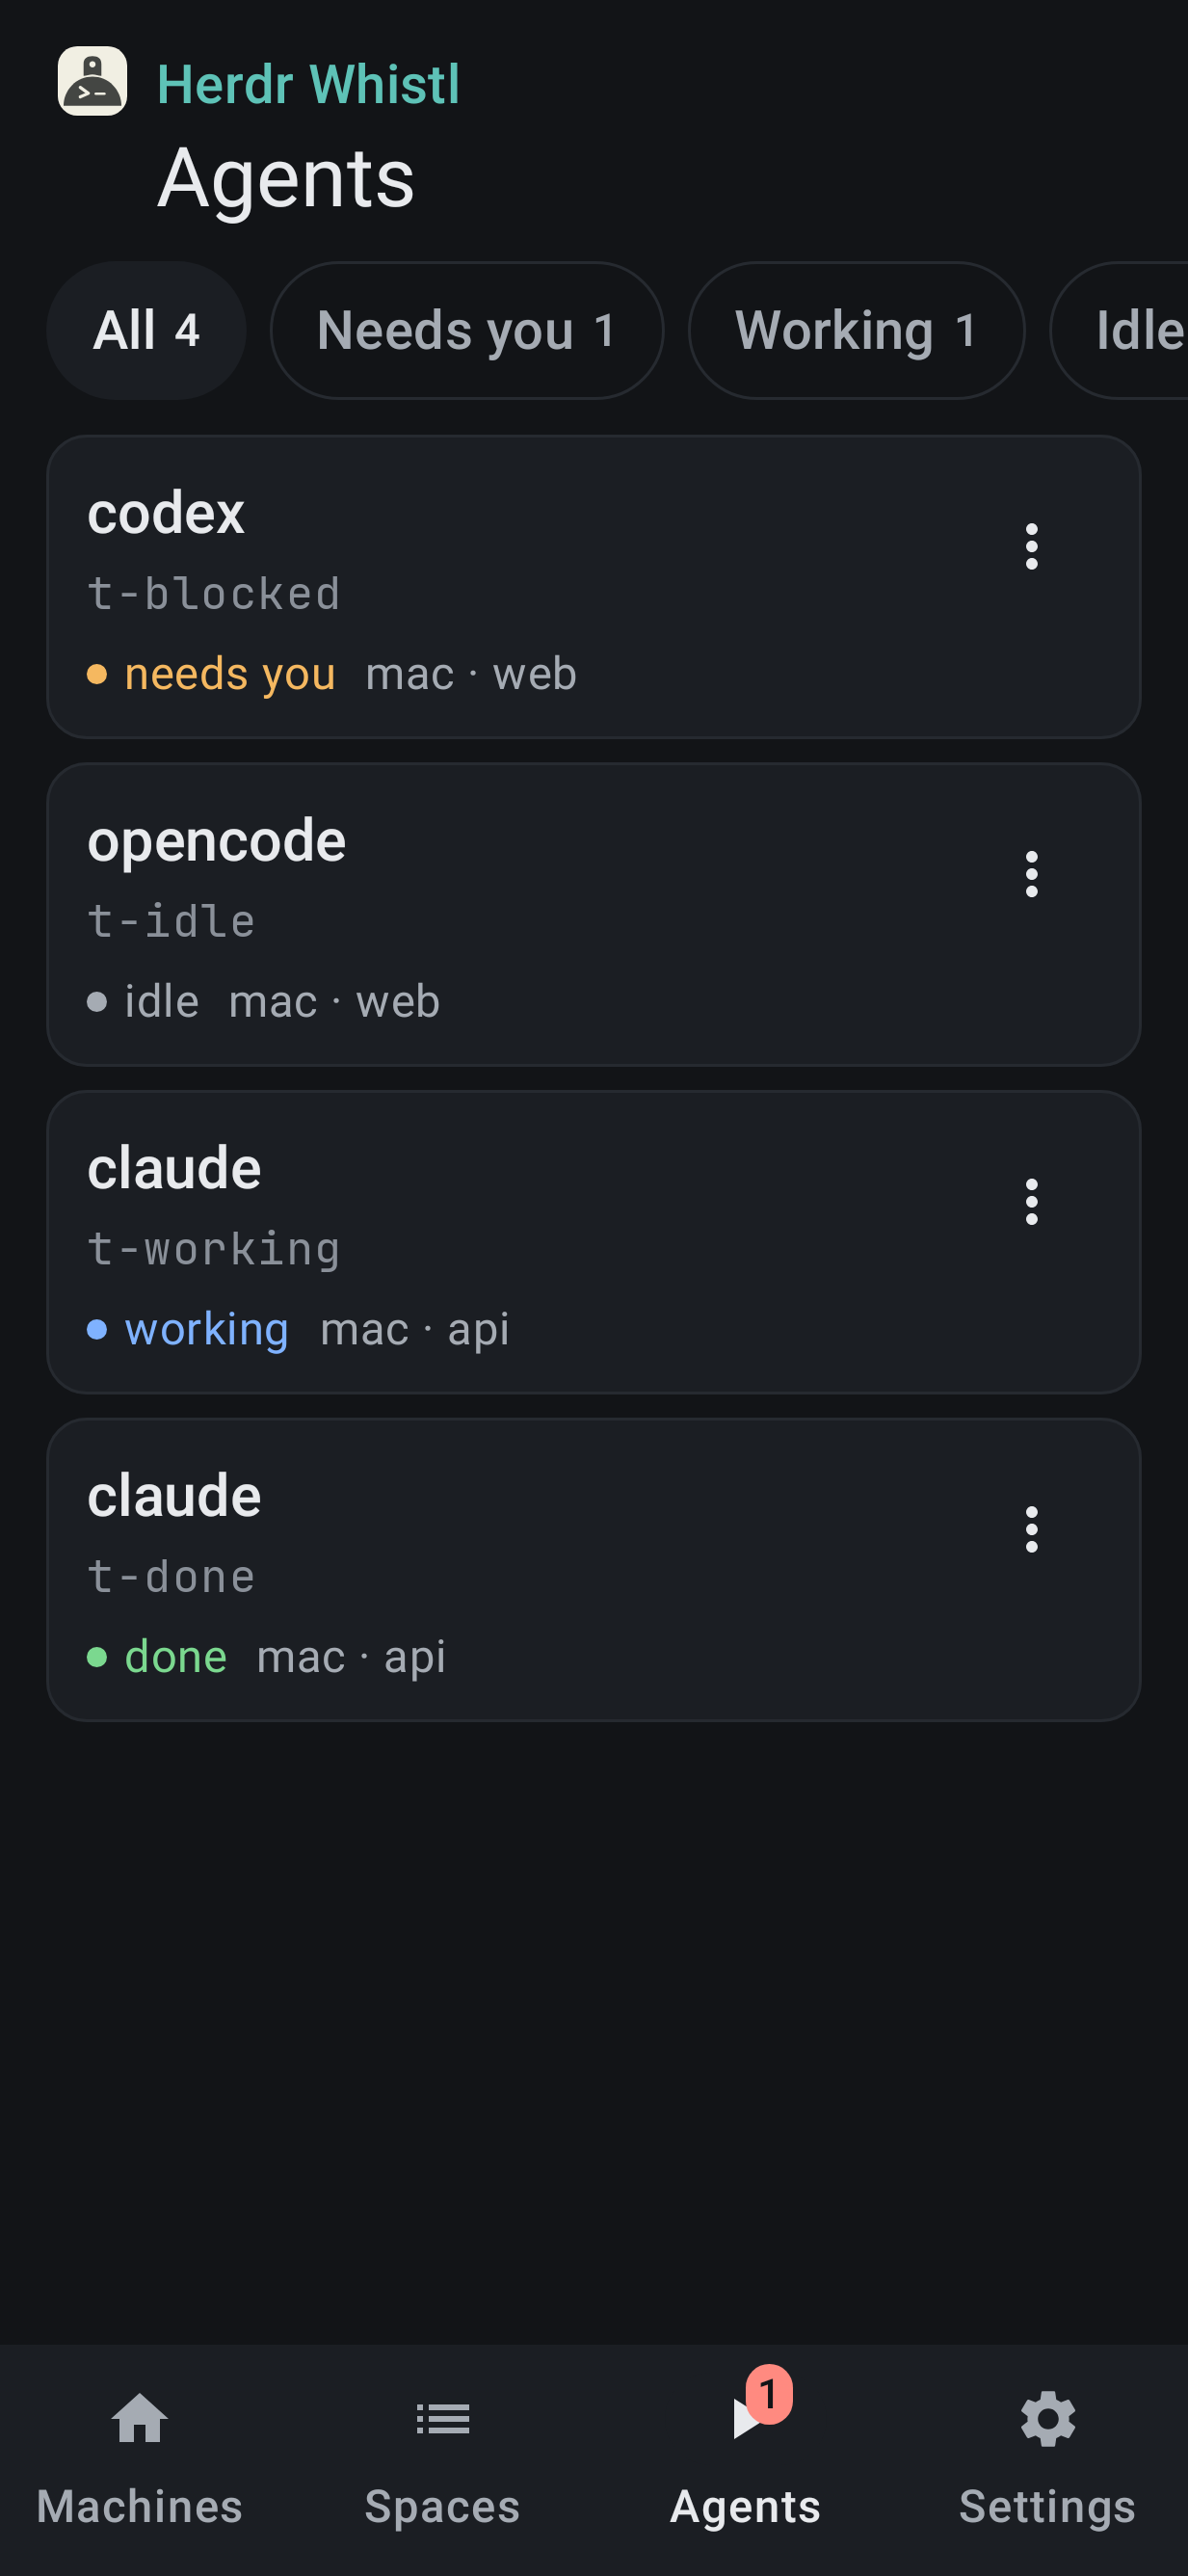 Herdr Whistl
Agents
All 4 Needs you 1 Working 1 Idle
codex
t-blocked
needs you mac · web
opencode
t-idle
idle mac · web
claude
t-working
working mac · api
claude
t-done
done mac · api
1
Machines Spaces Agents Settings